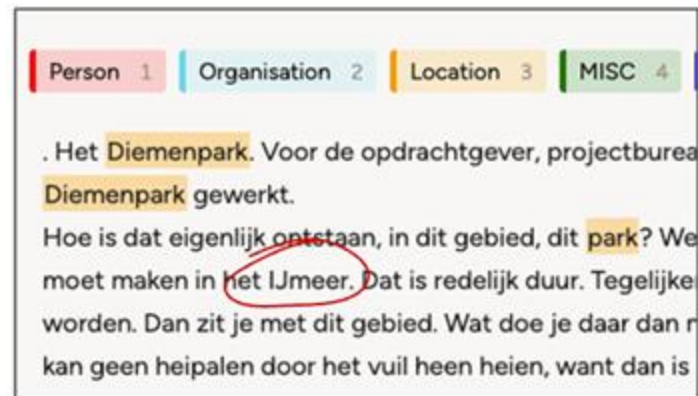 Person 1 Organisation 2 Location 3 MISC 4
. Het Diemenpark. Voor de opdrachtgever, projectburea
Diemenpark gewerkt.
Hoe is dat eigenlijk ontstaan, in dit gebied, dit park? We
moet maken in het IJmeer. Dat is redelijk duur. Tegelijke
worden. Dan zit je met dit gebied. Wat doe je daar dan
kan geen heipalen door het vuil heen heien, want dan is